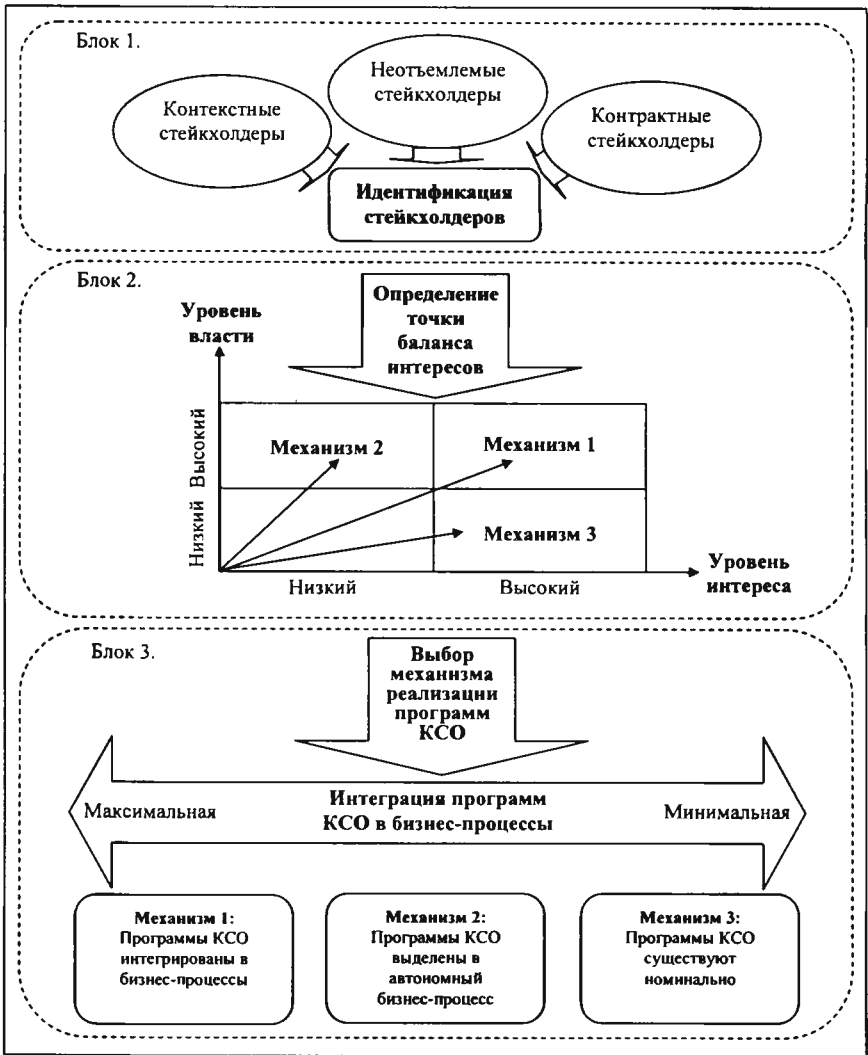 Блок 1.
Неотъемлемые
стейкхолдеры
Контекстные
стейкхолдеры
Контрактные
стейкхолдеры
Идентификация
стейкхолдеров
Блок 2.
Определение
точки
баланса
интересов
Уровень
власти
Высокий
Низкий
Механизм 2
Механизм 1
Механизм 3
Низкий
Высокий
Уровень
интереса
Блок 3.
Выбор
механизма
реализации
программ
КСО
Максимальная
Интеграция программ
КСО в бизнес-процессы
Минимальная
Механизм 1:
Программы КСО
интегрированы в
бизнес-процессы
Механизм 2:
Программы КСО
выделены в
автономный
бизнес-процесс
Механизм 3:
Программы КСО
существуют
номинально